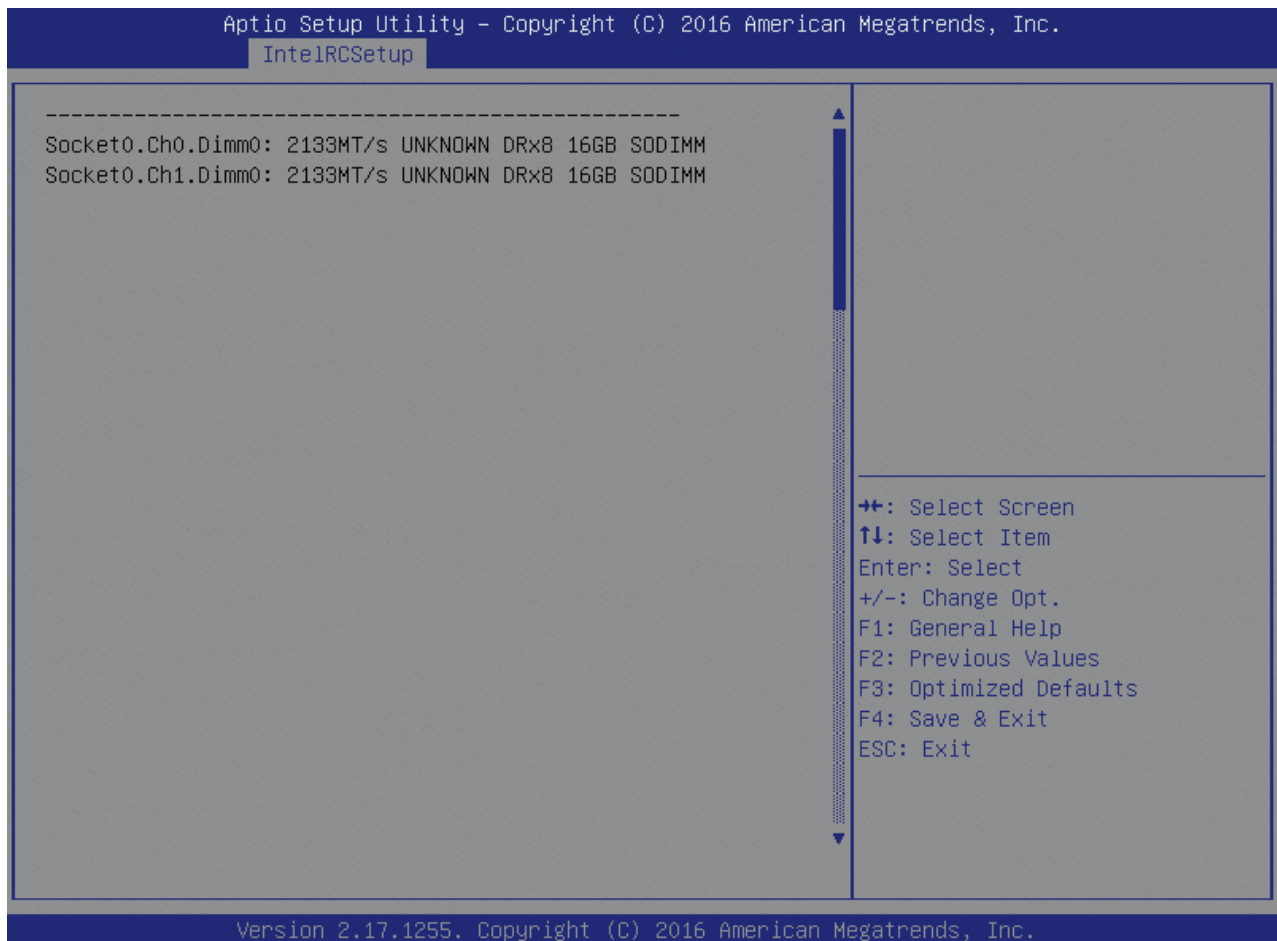 Aptio Setup Utility – Copyright (C) 2016 American Megatrends, Inc.
IntelRCSetup
--------------------------------------------------
Socket0.Ch0.Dimm0: 2133MT/s UNKNOWN DRx8 16GB SODIMM
Socket0.Ch1.Dimm0: 2133MT/s UNKNOWN DRx8 16GB SODIMM
→←: Select Screen
↑↓: Select Item
Enter: Select
+/-: Change Opt.
F1: General Help
F2: Previous Values
F3: Optimized Defaults
F4: Save & Exit
ESC: Exit
Version 2.17.1255. Copyright (C) 2016 American Megatrends, Inc.